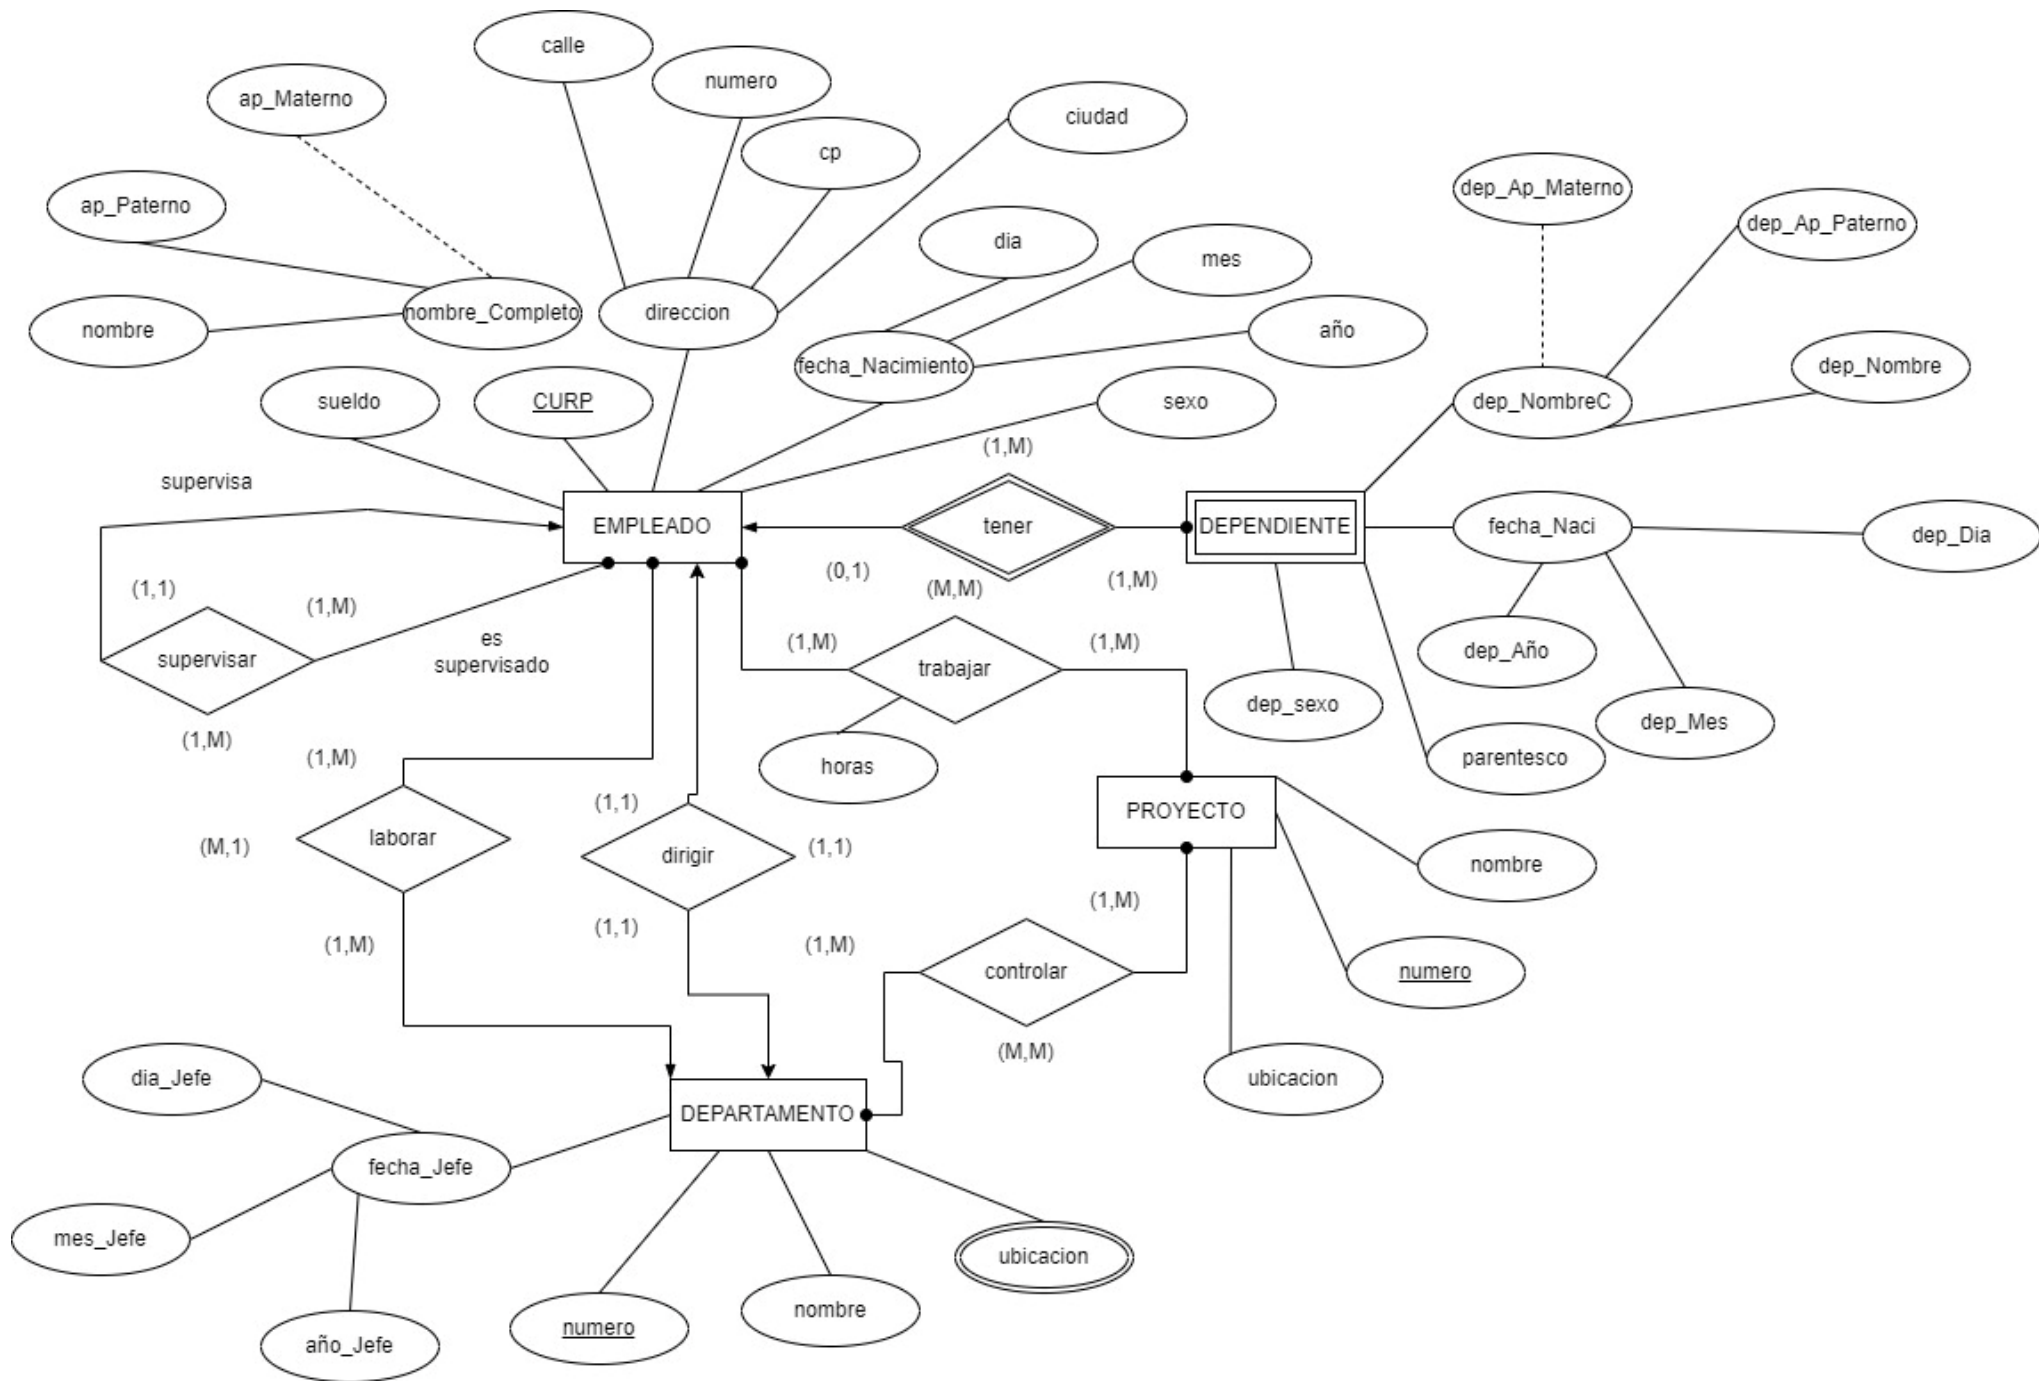 calle
numero
ap_Materno
ciudad
cp
dep_Ap_Materno
ap_Paterno
dep_Ap_Paterno
dia
mes
nombre_Completo
direccion
nombre
año
fecha_Nacimiento
dep_Nombre
sueldo
CURP
sexo
dep_NombreC
(1,M)
supervisa
EMPLEADO
tener
DEPENDIENTE
fecha_Naci
dep_Dia
(0,1)
(M,M)
(1,M)
(1,1)
(1,M)
es
supervisado
(1,M)
(1,M)
dep_Año
supervisar
trabajar
dep_sexo
dep_Mes
(1,M)
(1,M)
horas
parentesco
(1,1)
PROYECTO
laborar
(M,1)
dirigir
(1,1)
nombre
(1,M)
(1,1)
(1,M)
(1,M)
controlar
numero
(M,M)
dia_Jefe
ubicacion
DEPARTAMENTO
fecha_Jefe
mes_Jefe
ubicacion
nombre
numero
año_Jefe